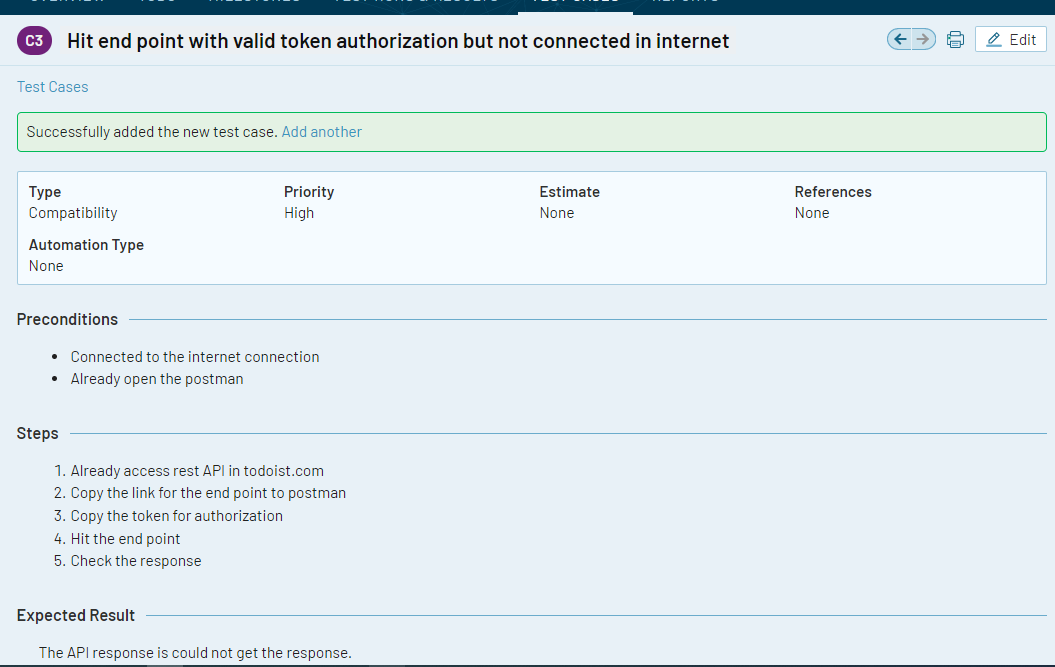 C3 Hit end point with valid token authorization but not connected in internet Edit
Test Cases
Successfully added the new test case. Add another
Type Priority Estimate References
Compatibility High None None
Automation Type
None
Preconditions
• Connected to the internet connection
• Already open the postman
Steps
1. Already access rest API in todoist.com
2. Copy the link for the end point to postman
3. Copy the token for authorization
4. Hit the end point
5. Check the response
Expected Result
The API response is could not get the response.